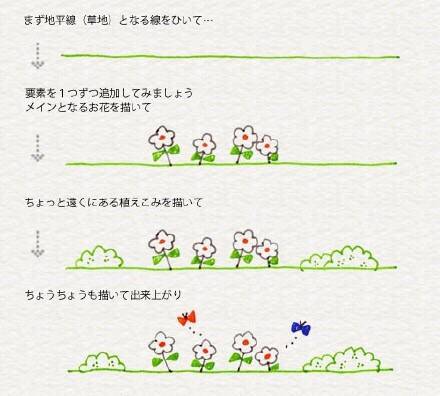 まず地平線（草地）となる線をひいて…
要素を１つずつ追加してみましょう
メインとなるお花を描いて
ちょっと遠くにある植えこみを描いて
ちょうちょうも描いて出来上がり